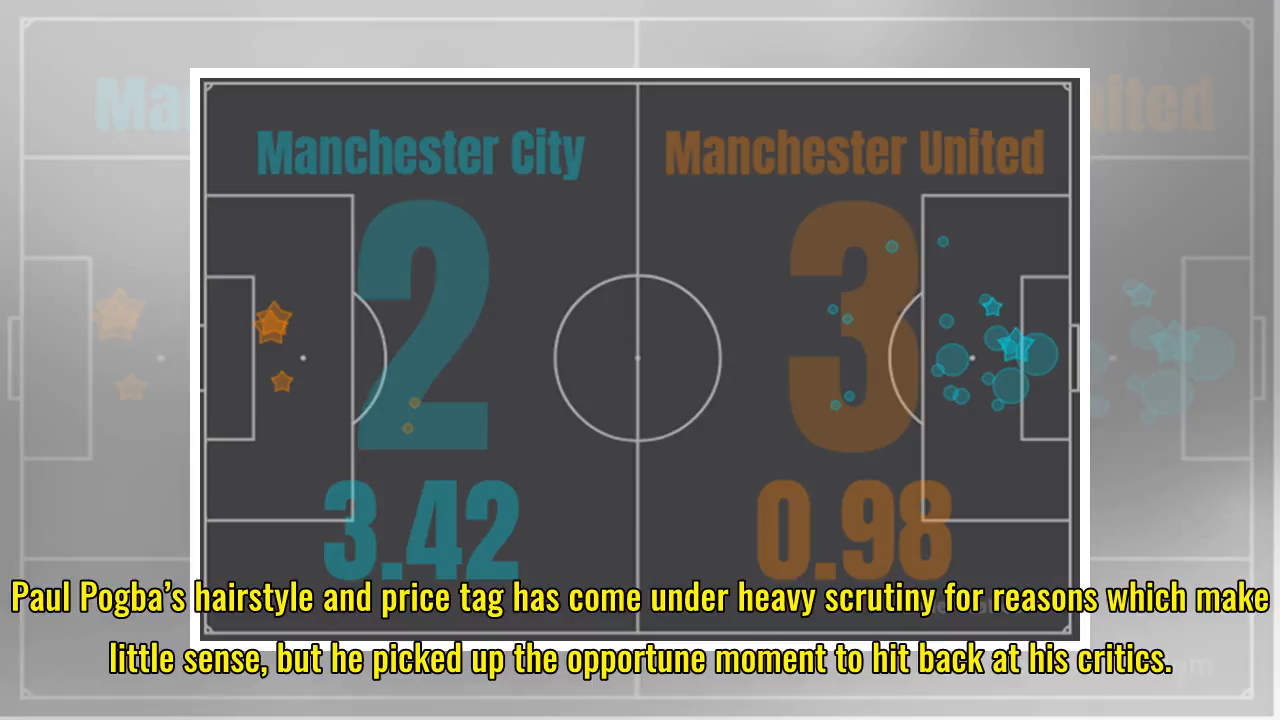 Manchester City Manchester United
2 3
3.42 0.98
Paul Pogba’s hairstyle and price tag has come under heavy scrutiny for reasons which make
little sense, but he picked up the opportune moment to hit back at his critics.